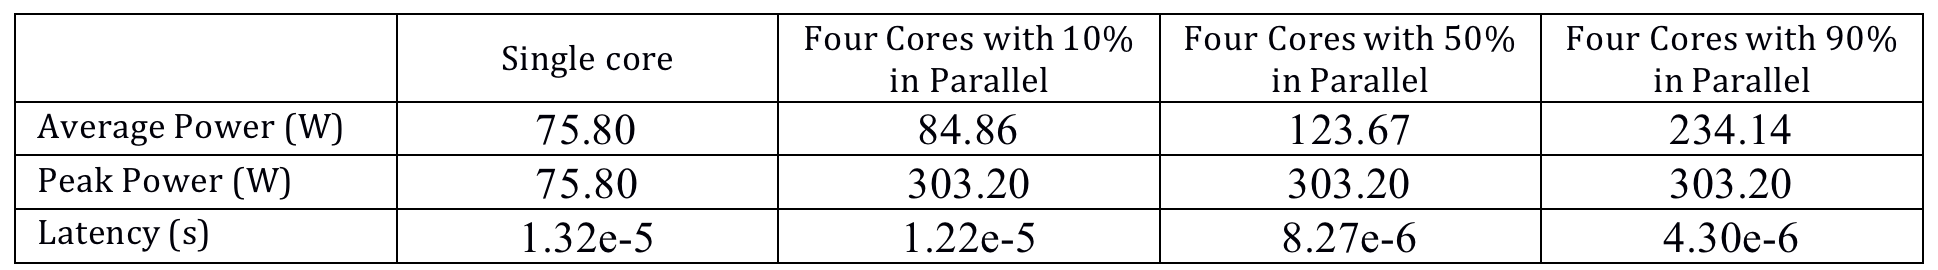 Single core
Four Cores with 10%
in Parallel
Four Cores with 50%
in Parallel
Four Cores with 90%
in Parallel
Average Power (W) 75.80 84.86 123.67 234.14
Peak Power (W) 75.80 303.20 303.20 303.20
Latency (s) 1.32e-5 1.22e-5 8.27e-6 4.30e-6